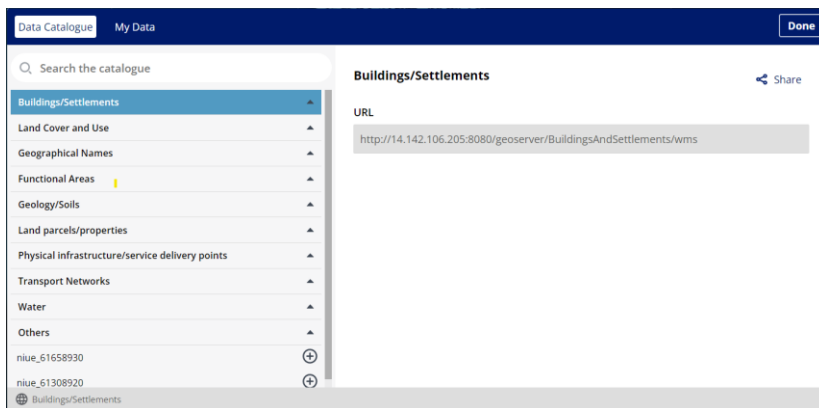 Data Catalogue My Data Done
Search the catalogue
Buildings/Settlements
Land Cover and Use
Geographical Names
Functional Areas
Geology/Soils
Land parcels/properties
Physical infrastructure/service delivery points
Transport Networks
Water
Others
niue_61658930
niue_61308920
Buildings/Settlements
Buildings/Settlements
Share
URL
http://14.142.106.205:8080/geoserver/BuildingsAndSettlements/wms